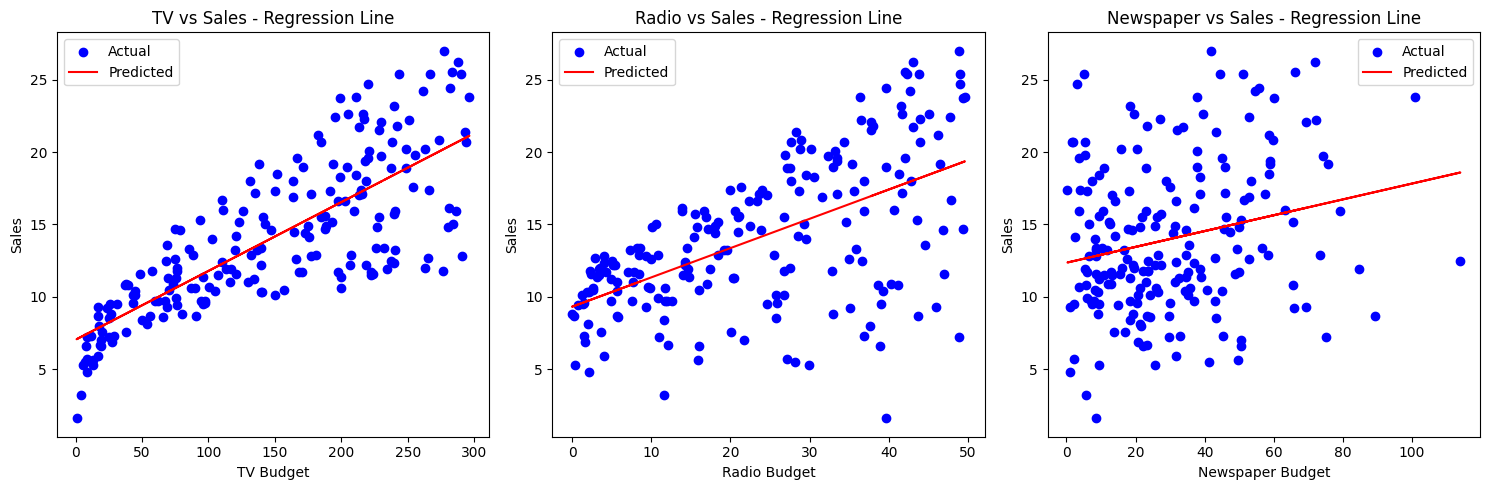 TV vs Sales - Regression Line
Actual
Predicted
25
20
15
10
5
Sales
0 50 100 150 200 250 300
TV Budget
Radio vs Sales - Regression Line
Actual
Predicted
25
20
15
10
5
Sales
0 10 20 30 40 50
Radio Budget
Newspaper vs Sales - Regression Line
Actual
Predicted
25
20
15
10
5
Sales
0 20 40 60 80 100
Newspaper Budget